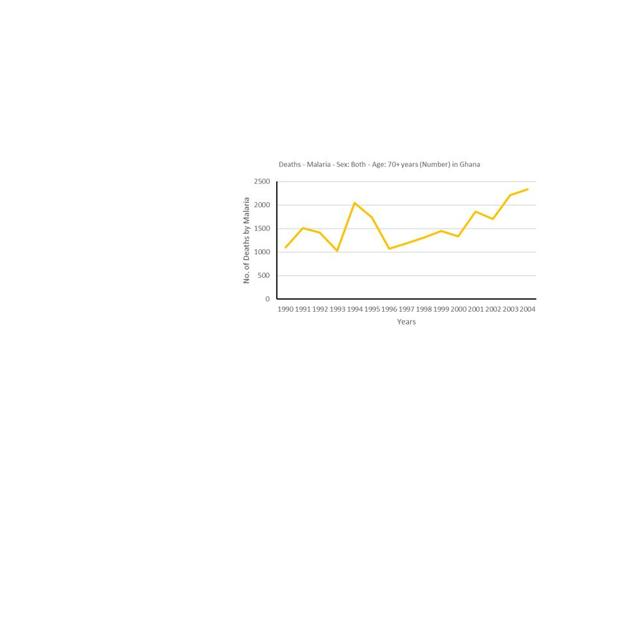 Deaths - Malaria - Sex: Both - Age: 70+ years (Number) in Ghana
2500
2000
1500
1000
500
0
No. of Deaths by Malaria
1990 1991 1992 1993 1994 1995 1996 1997 1998 1999 2000 2001 2002 2003 2004
Years